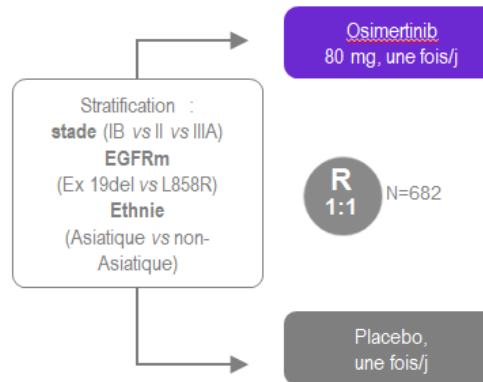 Osimertinib
80 mg, une fois/j
Stratification :
stade (IB vs II vs IIIA)
EGFRm
(Ex 19del vs L858R)
Ethnie
(Asiatique vs non-
Asiatique)
R
1:1
N=682
Placebo,
une fois/j